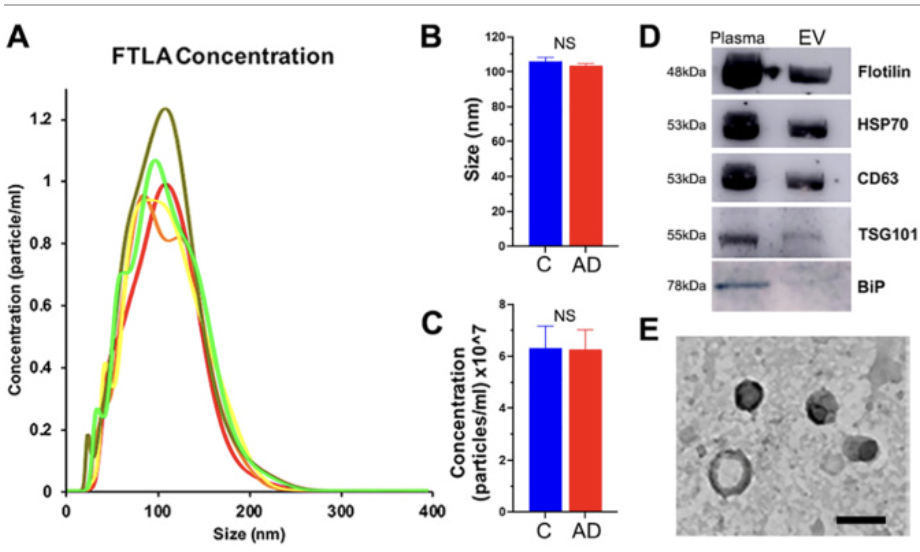 A
FTLA Concentration
Concentration (particle/ml)
1.2
1
0.8
0.6
0.4
0.2
0
0 100 200 300 400
Size (nm)
B
NS
Size (nm)
120
100
80
60
40
20
0
C AD
C
NS
Concentration
(particles/ml) x10^7
8
6
4
2
0
C AD
D
Plasma EV
48kDa Flotilin
53kDa HSP70
53kDa CD63
55kDa TSG101
78kDa BiP
E